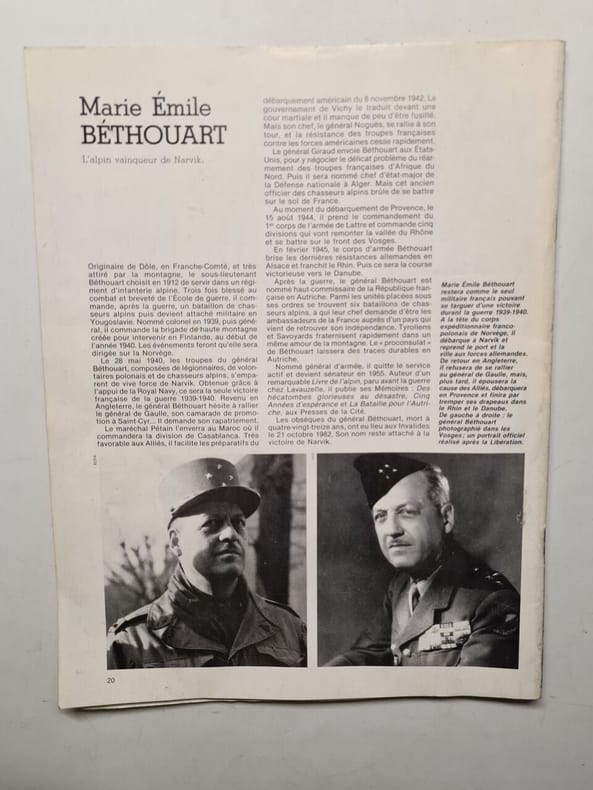 Marie Émile
BÉTHOUART
L'alpin vainqueur de Narvik.
Originaire de Dôle, en Franche-Comté, et très
attiré par la montagne, le sous-lieutenant
Béthouart choisit en 1912 de servir dans un régi-
ment d'infanterie alpine. Trois fois blessé au
combat et breveté de l'École de guerre, il com-
mande, après la guerre, un bataillon de chas-
seurs alpins puis devient attaché militaire en
Yougoslavie. Nommé colonel en 1939, puis géné-
ral, il commande la brigade de haute montagne
créée pour intervenir en Finlande, au début de
l'année 1940. Les événements feront qu'elle sera
dirigée sur la Norvège.
Le 28 mai 1940, les troupes du général
Béthouart, composées de légionnaires, de volon-
taires polonais et de chasseurs alpins, s'empa-
rent de vive force de Narvik. Obtenue grâce à
l'appui de la Royal Navy, ce sera la seule victoire
française de la guerre 1939-1940. Revenu en
Angleterre, le général Béthouart hésite à rallier
le général de Gaulle, son camarade de promo-
tion à Saint-Cyr... Il demande son rapatriement.
Le maréchal Pétain l'enverra au Maroc où il
commandera la division de Casablanca. Très
favorable aux Alliés, il facilite les préparatifs du
débarquement américain du 8 novembre 1942. Le
gouvernement de Vichy le traduit devant une
cour martiale et il manque de peu d'être fusillé.
Mais son chef, le général Noguès, se rallie à son
tour, et la résistance des troupes françaises
contre les forces américaines cesse rapidement.
Le général Giraud envoie Béthouart aux États-
Unis, pour y négocier le délicat problème du réar-
mement des troupes françaises d'Afrique du
Nord. Puis il sera nommé chef d'état-major de
la Défense nationale à Alger. Mais cet ancien
officier des chasseurs alpins brûle de se battre
sur le sol de France.
Au moment du débarquement de Provence, le
15 août 1944, il prend le commandement du
1er corps de l'armée de Lattre et commande cinq
divisions qui vont remonter la vallée du Rhône
et se battre sur le front des Vosges.
En février 1945, le corps d'armée Béthouart
brise les dernières résistances allemandes en
Alsace et franchit le Rhin. Puis ce sera la course
victorieuse vers le Danube.
Après la guerre, le général Béthouart est
nommé haut-commissaire de la République fran-
çaise en Autriche. Parmi les unités placées sous
ses ordres se trouvent six bataillons de chas-
seurs alpins, à qui leur chef demande d'être les
ambassadeurs de la France auprès d'un pays qui
vient de retrouver son indépendance. Tyroliens
et Savoyards fraternisent rapidement dans un
même amour de la montagne. Le « proconsulat »
de Béthouart laissera des traces durables en
Autriche.
Nommé général d'armée, il quitte le service
actif et devient sénateur en 1955. Auteur d'un
remarquable Livre de l'alpin, paru avant la guerre
chez Lavauzelle, il publie ses Mémoires : Des
hécatombes glorieuses au désastre, Cinq
Années d'espérance et La Bataille pour l'Autri-
che, aux Presses de la Cité.
Les obsèques du général Béthouart, mort à
quatre-vingt-treize ans, ont eu lieu aux Invalides
le 21 octobre 1982. Son nom reste attaché à la
victoire de Narvik.
Marie Émile Béthouart
restera comme le seul
militaire français pouvant
se targuer d'une victoire
durant la guerre 1939-1940.
A la tête du corps
expéditionnaire franco-
polonais de Norvège, il
débarque à Narvik et
reprend le port et la
ville aux forces allemandes.
De retour en Angleterre,
il refusera de se rallier
au général de Gaulle, mais,
plus tard, il épousera la
cause des Alliés, débarquera
en Provence et finira par
tremper ses drapeaux dans
le Rhin et le Danube.
De gauche à droite : le
général Béthouart
photographié dans les
Vosges ; un portrait officiel
réalisé après la Libération.
20